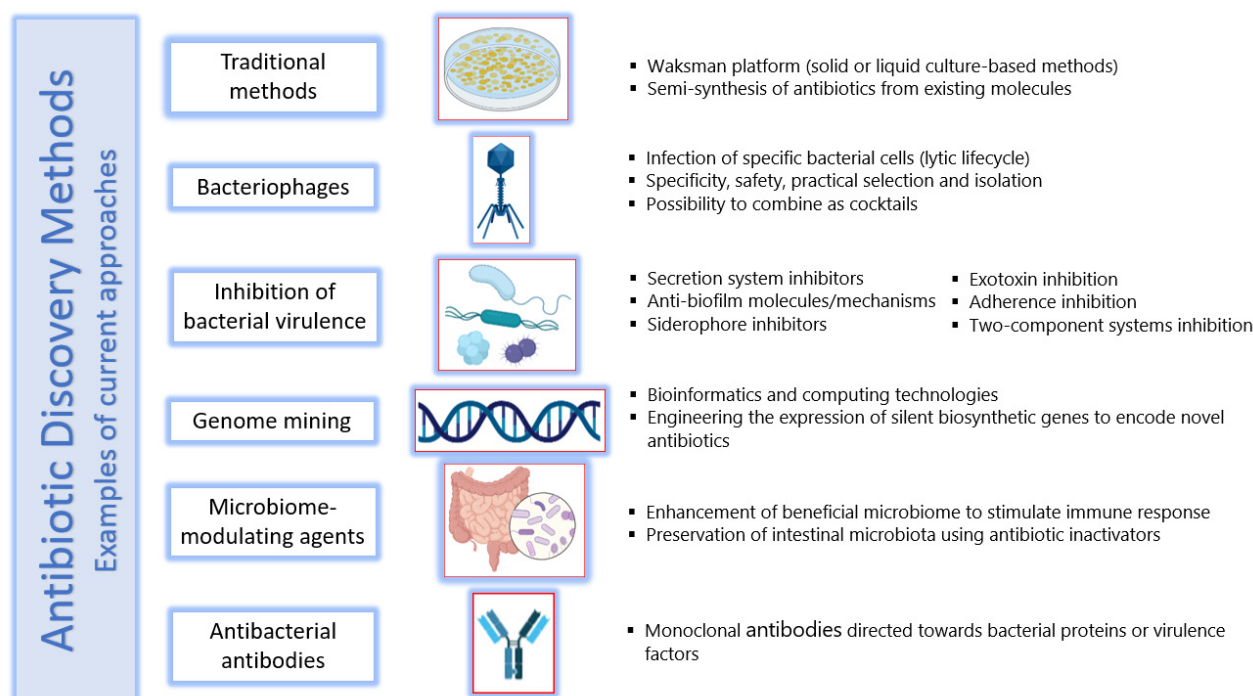 Antibiotic Discovery Methods
Examples of current approaches
Traditional
methods
▪ Waksman platform (solid or liquid culture-based methods)
▪ Semi-synthesis of antibiotics from existing molecules
Bacteriophages
▪ Infection of specific bacterial cells (lytic lifecycle)
▪ Specificity, safety, practical selection and isolation
▪ Possibility to combine as cocktails
Inhibition of
bacterial virulence
▪ Secretion system inhibitors
▪ Anti-biofilm molecules/mechanisms
▪ Siderophore inhibitors
▪ Exotoxin inhibition
▪ Adherence inhibition
▪ Two-component systems inhibition
Genome mining
▪ Bioinformatics and computing technologies
▪ Engineering the expression of silent biosynthetic genes to encode novel
antibiotics
Microbiome-
modulating agents
▪ Enhancement of beneficial microbiome to stimulate immune response
▪ Preservation of intestinal microbiota using antibiotic inactivators
Antibacterial
antibodies
▪ Monoclonal antibodies directed towards bacterial proteins or virulence
factors